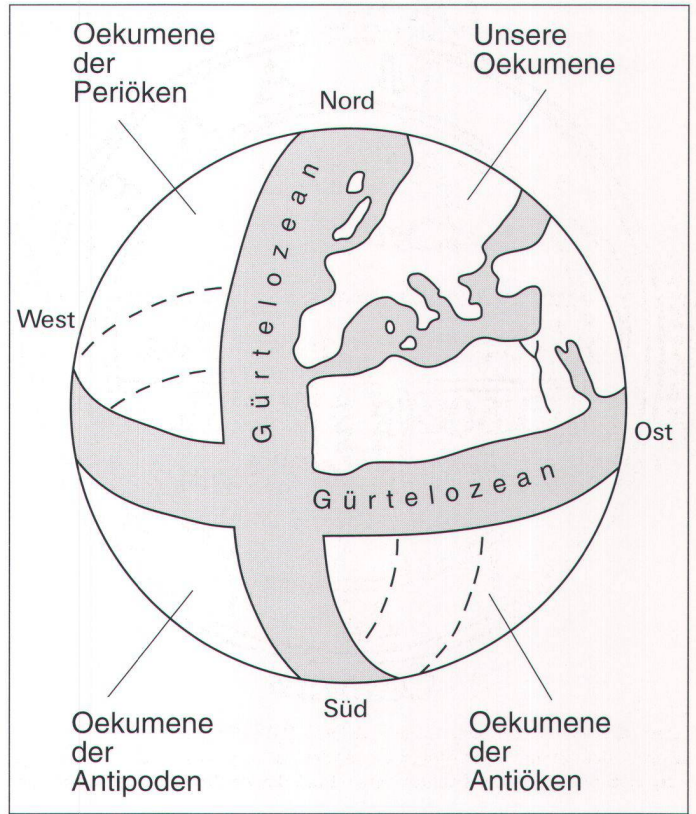 Oekumene
der
Periöken
Unsere
Oekumene
Nord
Gürtelozean
West
Ost
Gürtelozean
Süd
Oekumene
der
Antipoden
Oekumene
der
Antiöken